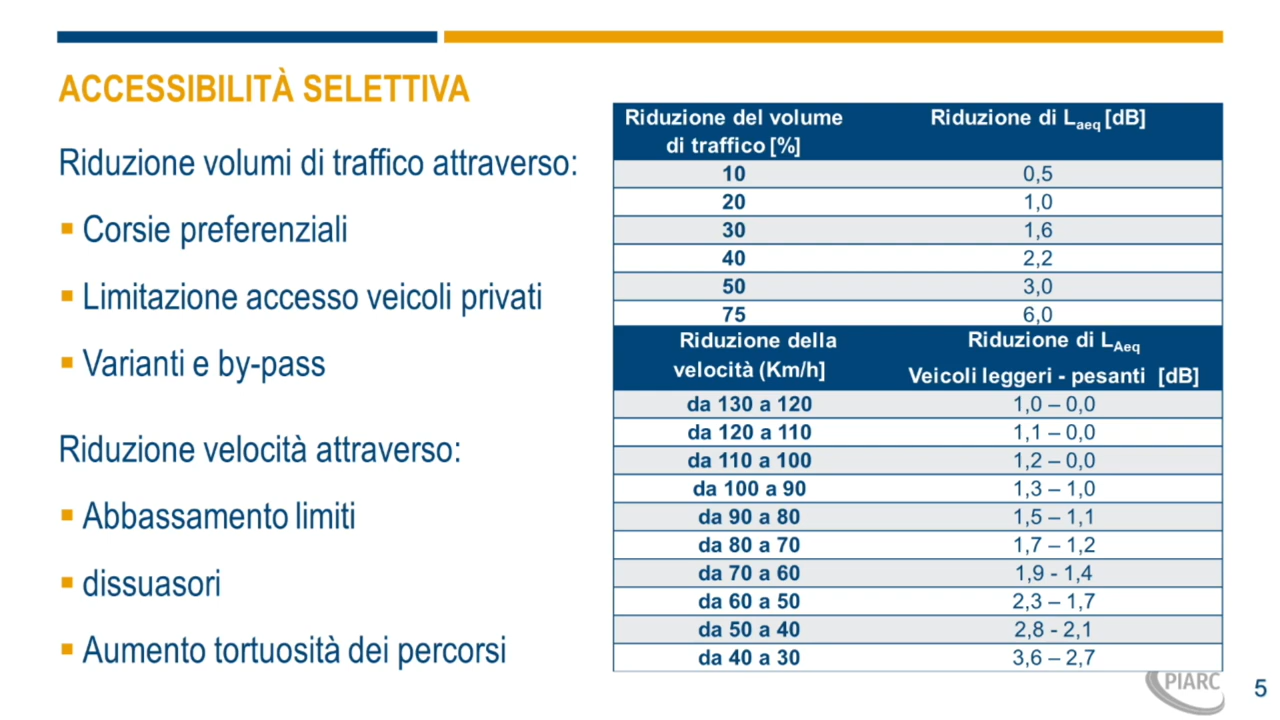 ACCESSIBILITÀ SELETTIVA
Riduzione volumi di traffico attraverso:
Corsie preferenziali
Limitazione accesso veicoli privati
Varianti e by-pass
Riduzione velocità attraverso:
Abbassamento limiti
dissuasori
Aumento tortuosità dei percorsi
Riduzione del volume di traffico [%] Riduzione di Laeq [dB]
10 0,5
20 1,0
30 1,6
40 2,2
50 3,0
75 6,0
Riduzione della velocità (Km/h] Riduzione di LAeq Veicoli leggeri - pesanti [dB]
da 130 a 120 1,0 – 0,0
da 120 a 110 1,1 – 0,0
da 110 a 100 1,2 – 0,0
da 100 a 90 1,3 – 1,0
da 90 a 80 1,5 – 1,1
da 80 a 70 1,7 – 1,2
da 70 a 60 1,9 - 1,4
da 60 a 50 2,3 – 1,7
da 50 a 40 2,8 - 2,1
da 40 a 30 3,6 – 2,7
PIARC
5